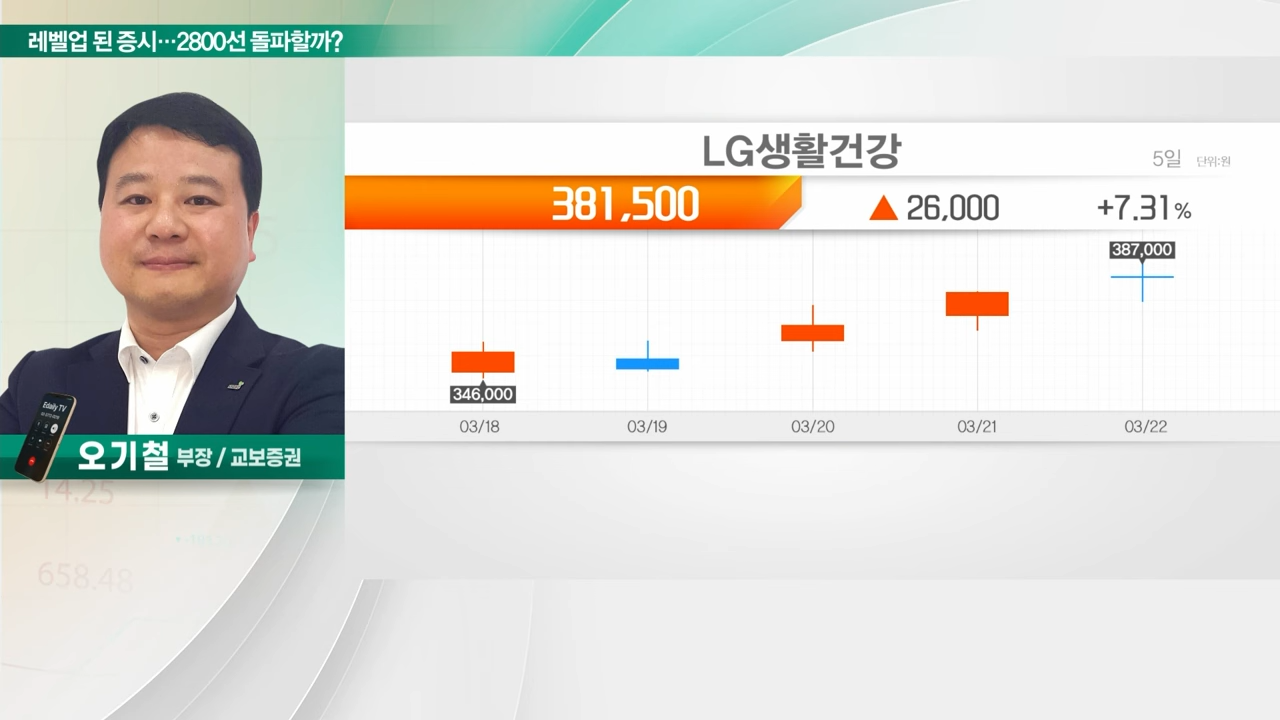 레벨업 된 증시…2800선 돌파할까?
LG생활건강
5일 단위:원
381,500 ▲ 26,000 +7.31%
387,000
346,000
03/18 03/19 03/20 03/21 03/22
Edaily TV
오기철 부장 / 교보증권
14.25
658.48